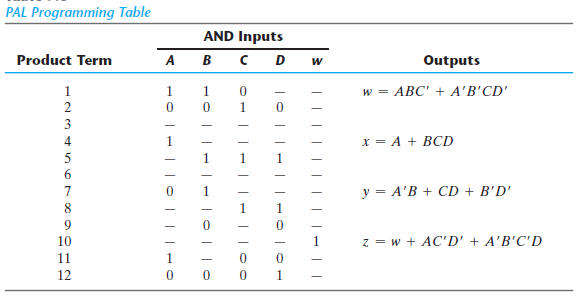 PAL Programming Table
AND Inputs
Product Term A B C D w Outputs
1 1 1 0 – – w = ABC' + A'B'CD'
2 0 0 1 0 –
3 – – – – –
4 1 – – – – x = A + BCD
5 – 1 1 1 –
6 – – – – –
7 0 1 – – – y = A'B + CD + B'D'
8 – – 1 1 –
9 – 0 – 0 –
10 – – – – 1 z = w + AC'D' + A'B'C'D
11 1 – 0 0 –
12 0 0 0 1 –